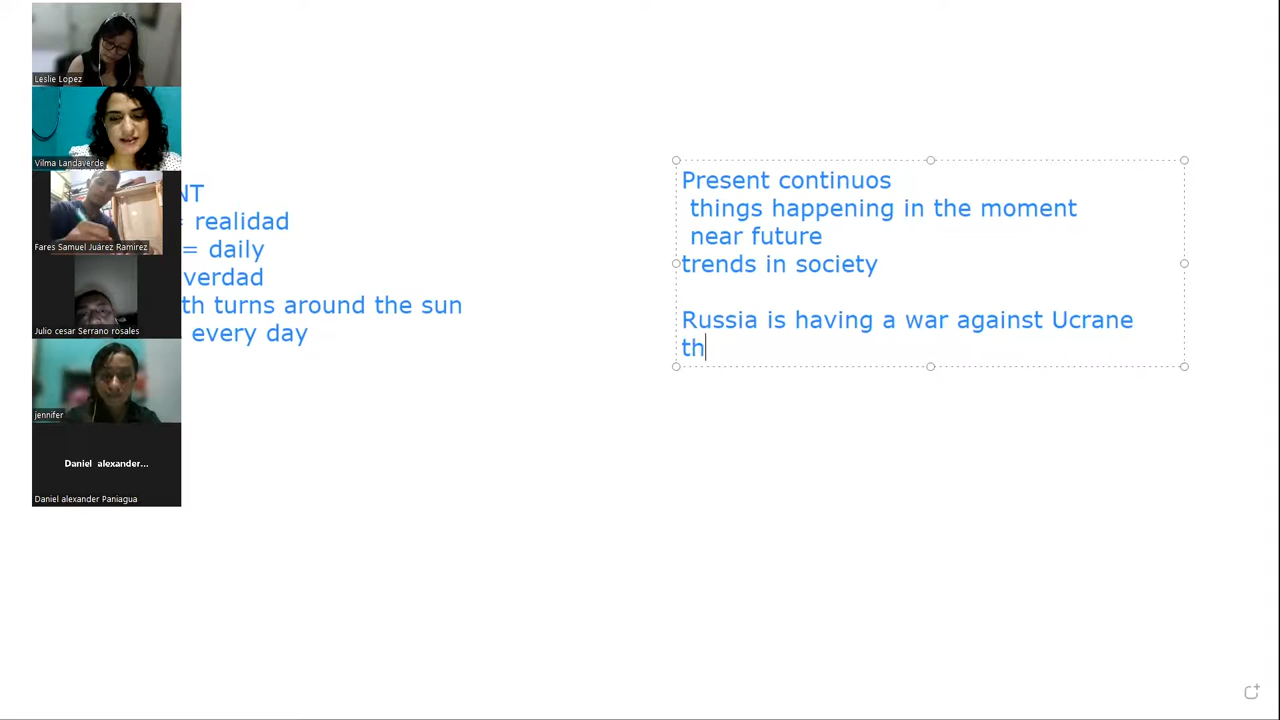 Leslie Lopez
Vilma Landaverde
Fares Samuel Juárez Ramirez
Julio cesar Serrano rosales
jennifer
Daniel alexander...
Daniel alexander Paniagua
NT
= realidad
= daily
verdad
th turns around the sun
every day
Present continuos
things happening in the moment
near future
trends in society
Russia is having a war against Ucrane
th